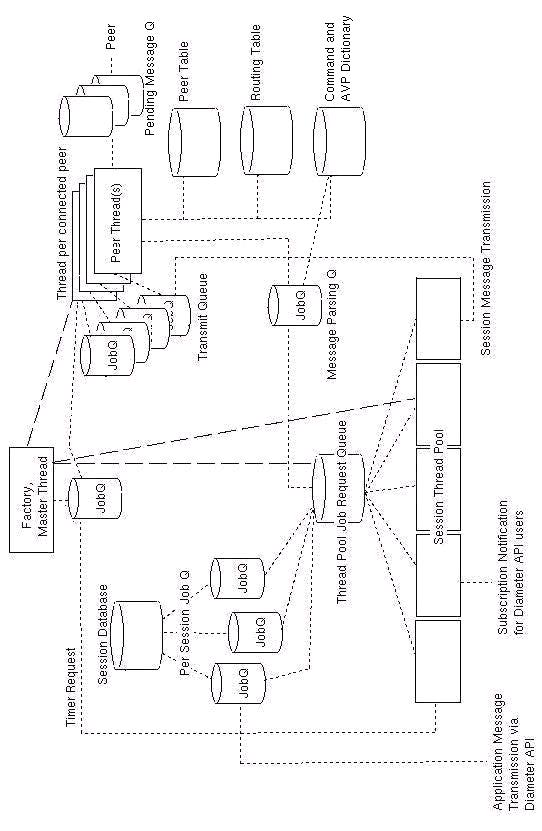 Application Message
Transmission via.
Diameter API
Subscription Notification
for Diameter API users
Session Message Transmission
Timer Request
Session Database
Per Session Job Q
JobQ
JobQ
JobQ
Factory,
Master Thread
JobQ
Thread Pool Job Request Queue
Session Thread Pool
Thread per connected peer
Peer Thread(s)
JobQ
JobQ
Transmit Queue
JobQ
Message Parsing Q
Peer
Pending Message Q
Peer Table
Routing Table
Command and
AVP Dictionary